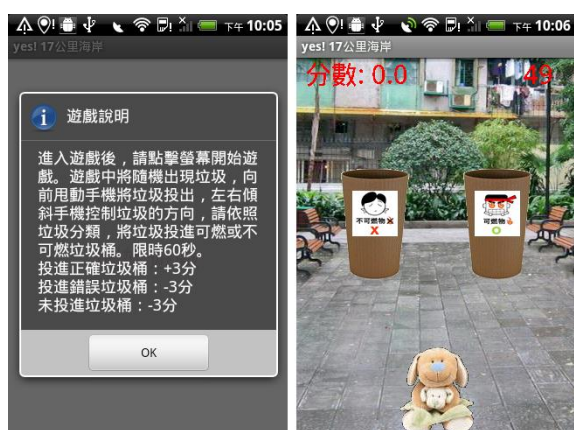 下午 10:05
yes! 17公里海岸
遊戲說明
進入遊戲後，請點擊螢幕開始遊
戲。遊戲中將隨機出現垃圾，向
前甩動手機將垃圾投出，左右傾
斜手機控制垃圾的方向，請依照
垃圾分類，將垃圾投進可燃或不
可燃垃圾桶。限時60秒。
投進正確垃圾桶：+3分
投進錯誤垃圾桶：-3分
未投進垃圾桶：-3分
OK
下午 10:06
yes! 17公里海岸
分數: 0.0
49
不可燃物
X
可燃物
O